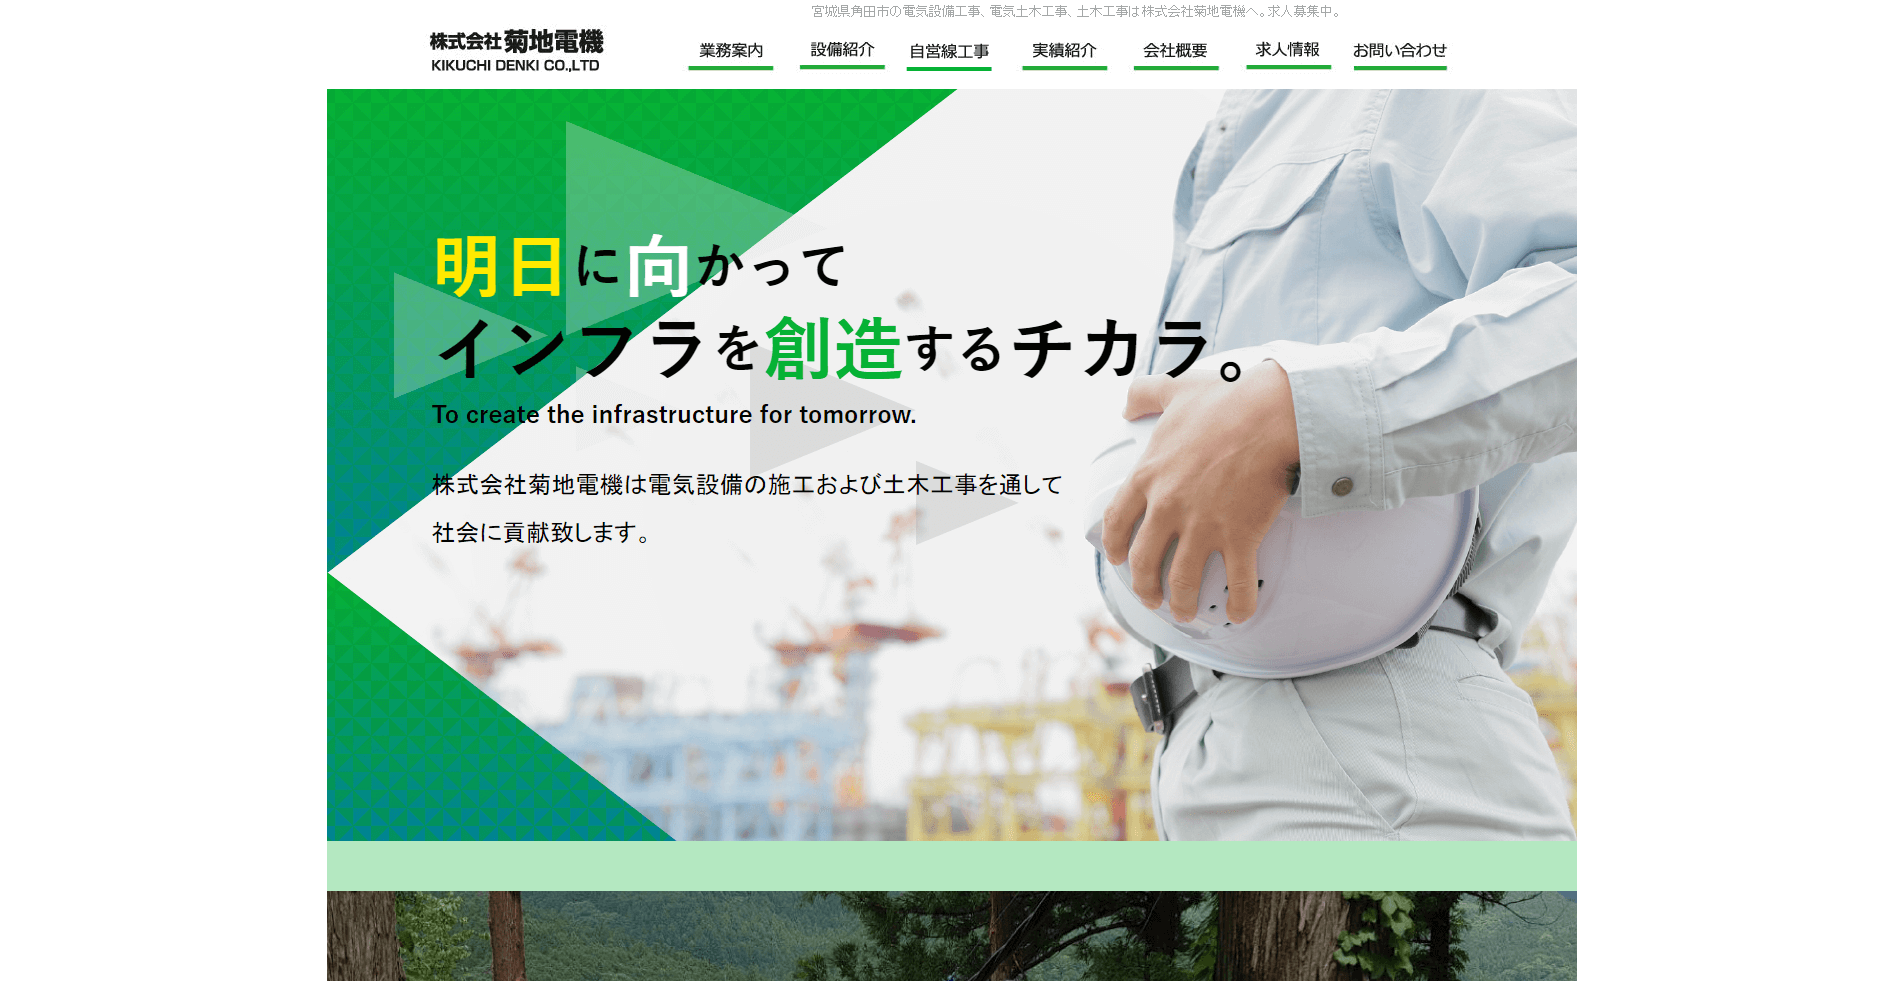 宮城県角田市の電気設備工事、電気土木工事、土木工事は株式会社菊地電機へ。求人募集中。
株式会社菊地電機
KIKUCHI DENKI CO.,LTD
業務案内
設備紹介
自営線工事
実績紹介
会社概要
求人情報
お問い合わせ
明日に向かって
インフラを創造するチカラ。
To create the infrastructure for tomorrow.
株式会社菊地電機は電気設備の施工および土木工事を通して
社会に貢献致します。